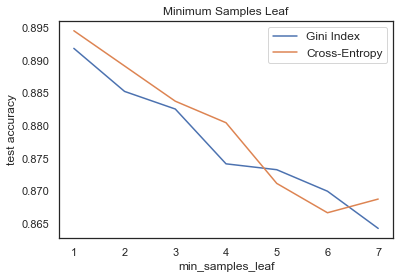 Minimum Samples Leaf
Gini Index
Cross-Entropy
test accuracy
0.895
0.890
0.885
0.880
0.875
0.870
0.865
1 2 3 4 5 6 7
min_samples_leaf